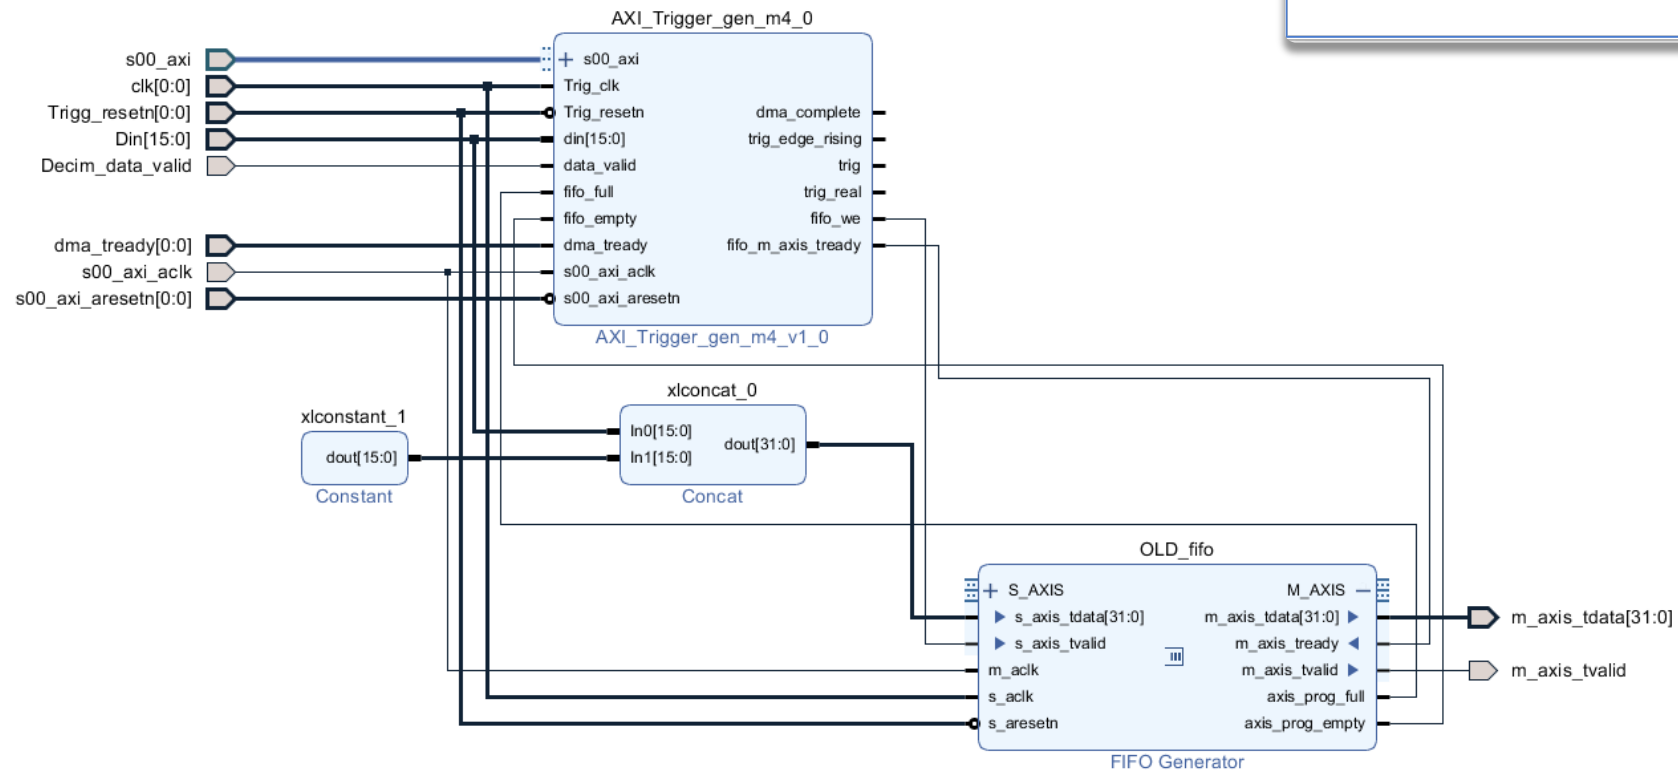 AXI_Trigger_gen_m4_0
s00_axi
clk[0:0]
Trigg_resetn[0:0]
Din[15:0]
Decim_data_valid
dma_tready[0:0]
s00_axi_aclk
s00_axi_aresetn[0:0]
s00_axi
Trig_clk
Trig_resetn
din[15:0]
data_valid
fifo_full
fifo_empty
dma_tready
s00_axi_aclk
s00_axi_aresetn
dma_complete
trig_edge_rising
trig
trig_real
fifo_we
fifo_m_axis_tready
AXI_Trigger_gen_m4_v1_0
xlconstant_1
dout[15:0]
Constant
xlconcat_0
In0[15:0]
In1[15:0]
dout[31:0]
Concat
OLD_fifo
S_AXIS
s_axis_tdata[31:0]
s_axis_tvalid
m_aclk
s_aclk
s_aresetn
M_AXIS
m_axis_tdata[31:0]
m_axis_tready
m_axis_tvalid
axis_prog_full
axis_prog_empty
FIFO Generator
m_axis_tdata[31:0]
m_axis_tvalid